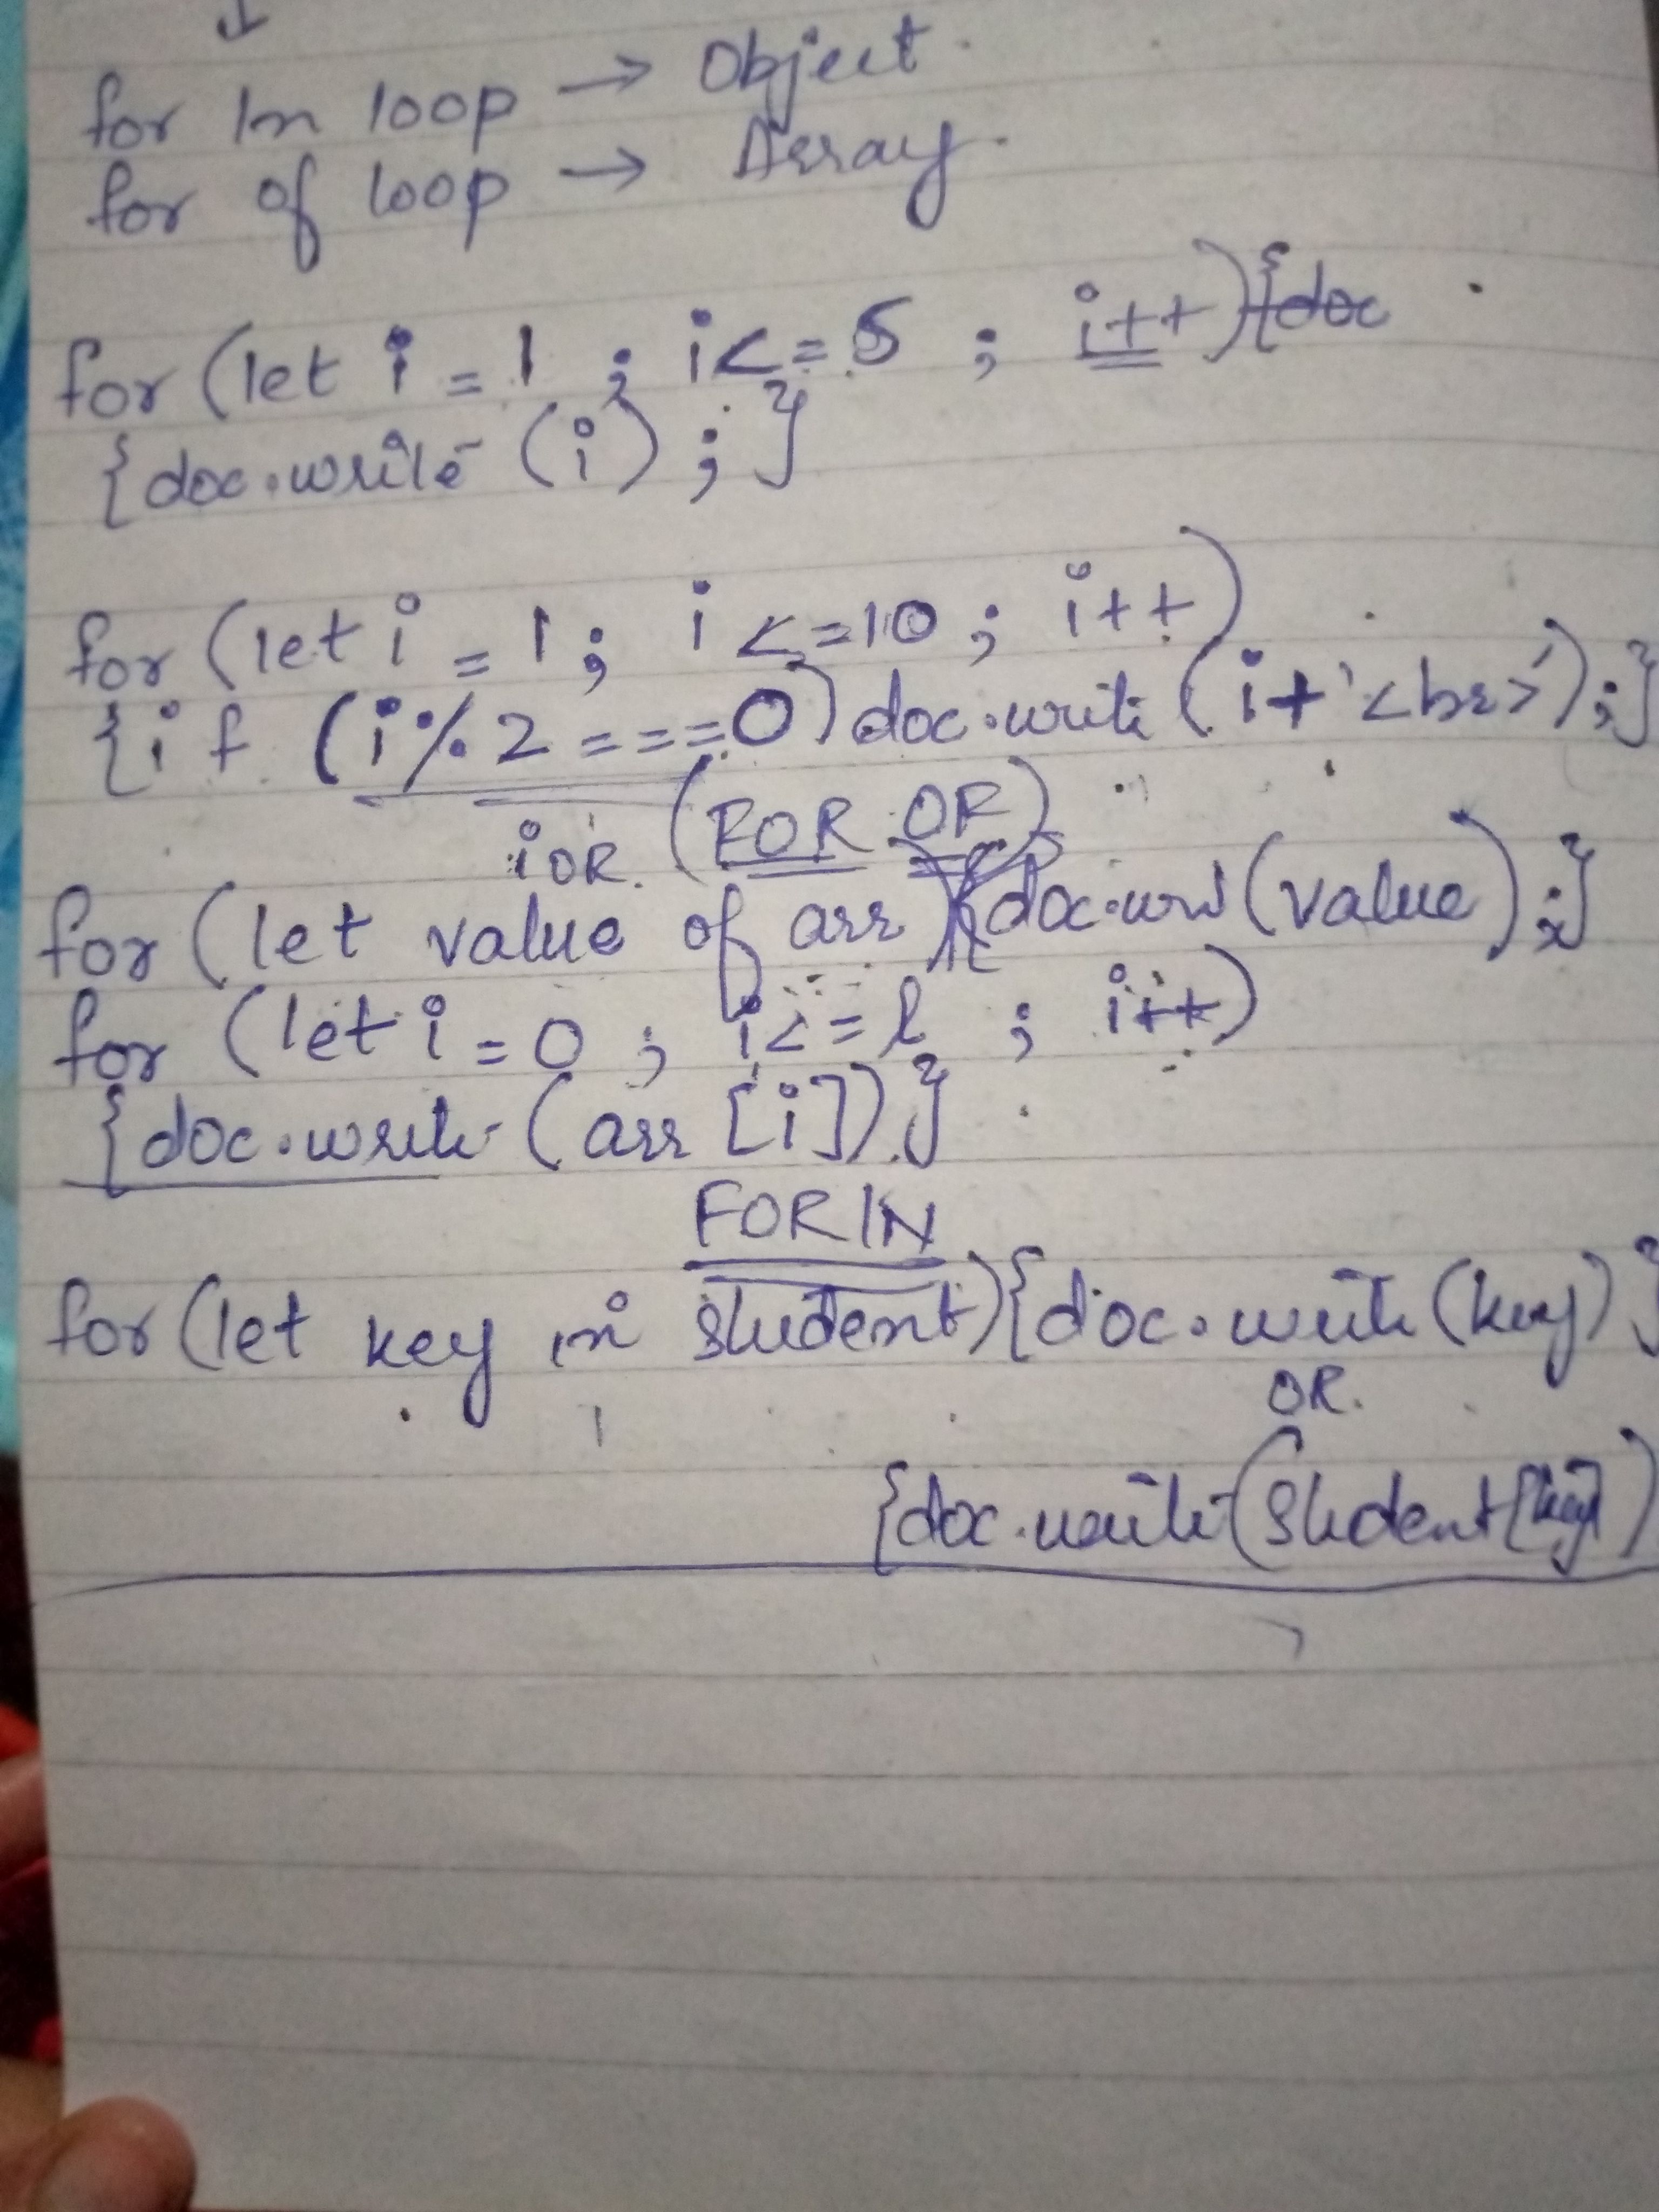 for In loop → Object
for of loop → Array
for (let i = 1 ; i <= 5 ; i++) {doc
{doc.write (i) ; }
for (let i = 1 ; i <= 10 ; i++)
{if (i % 2 === 0) doc.write (i + '<br>') ; }
i OR. (FOR OF)
for (let value of arr) {doc.wri (value) ; }
for (let i = 0 ; i <= l ; i++)
{doc.write (arr [i]) }
FOR IN
for (let key in student) {doc.write (key) }
OR.
{doc.write (student [key])